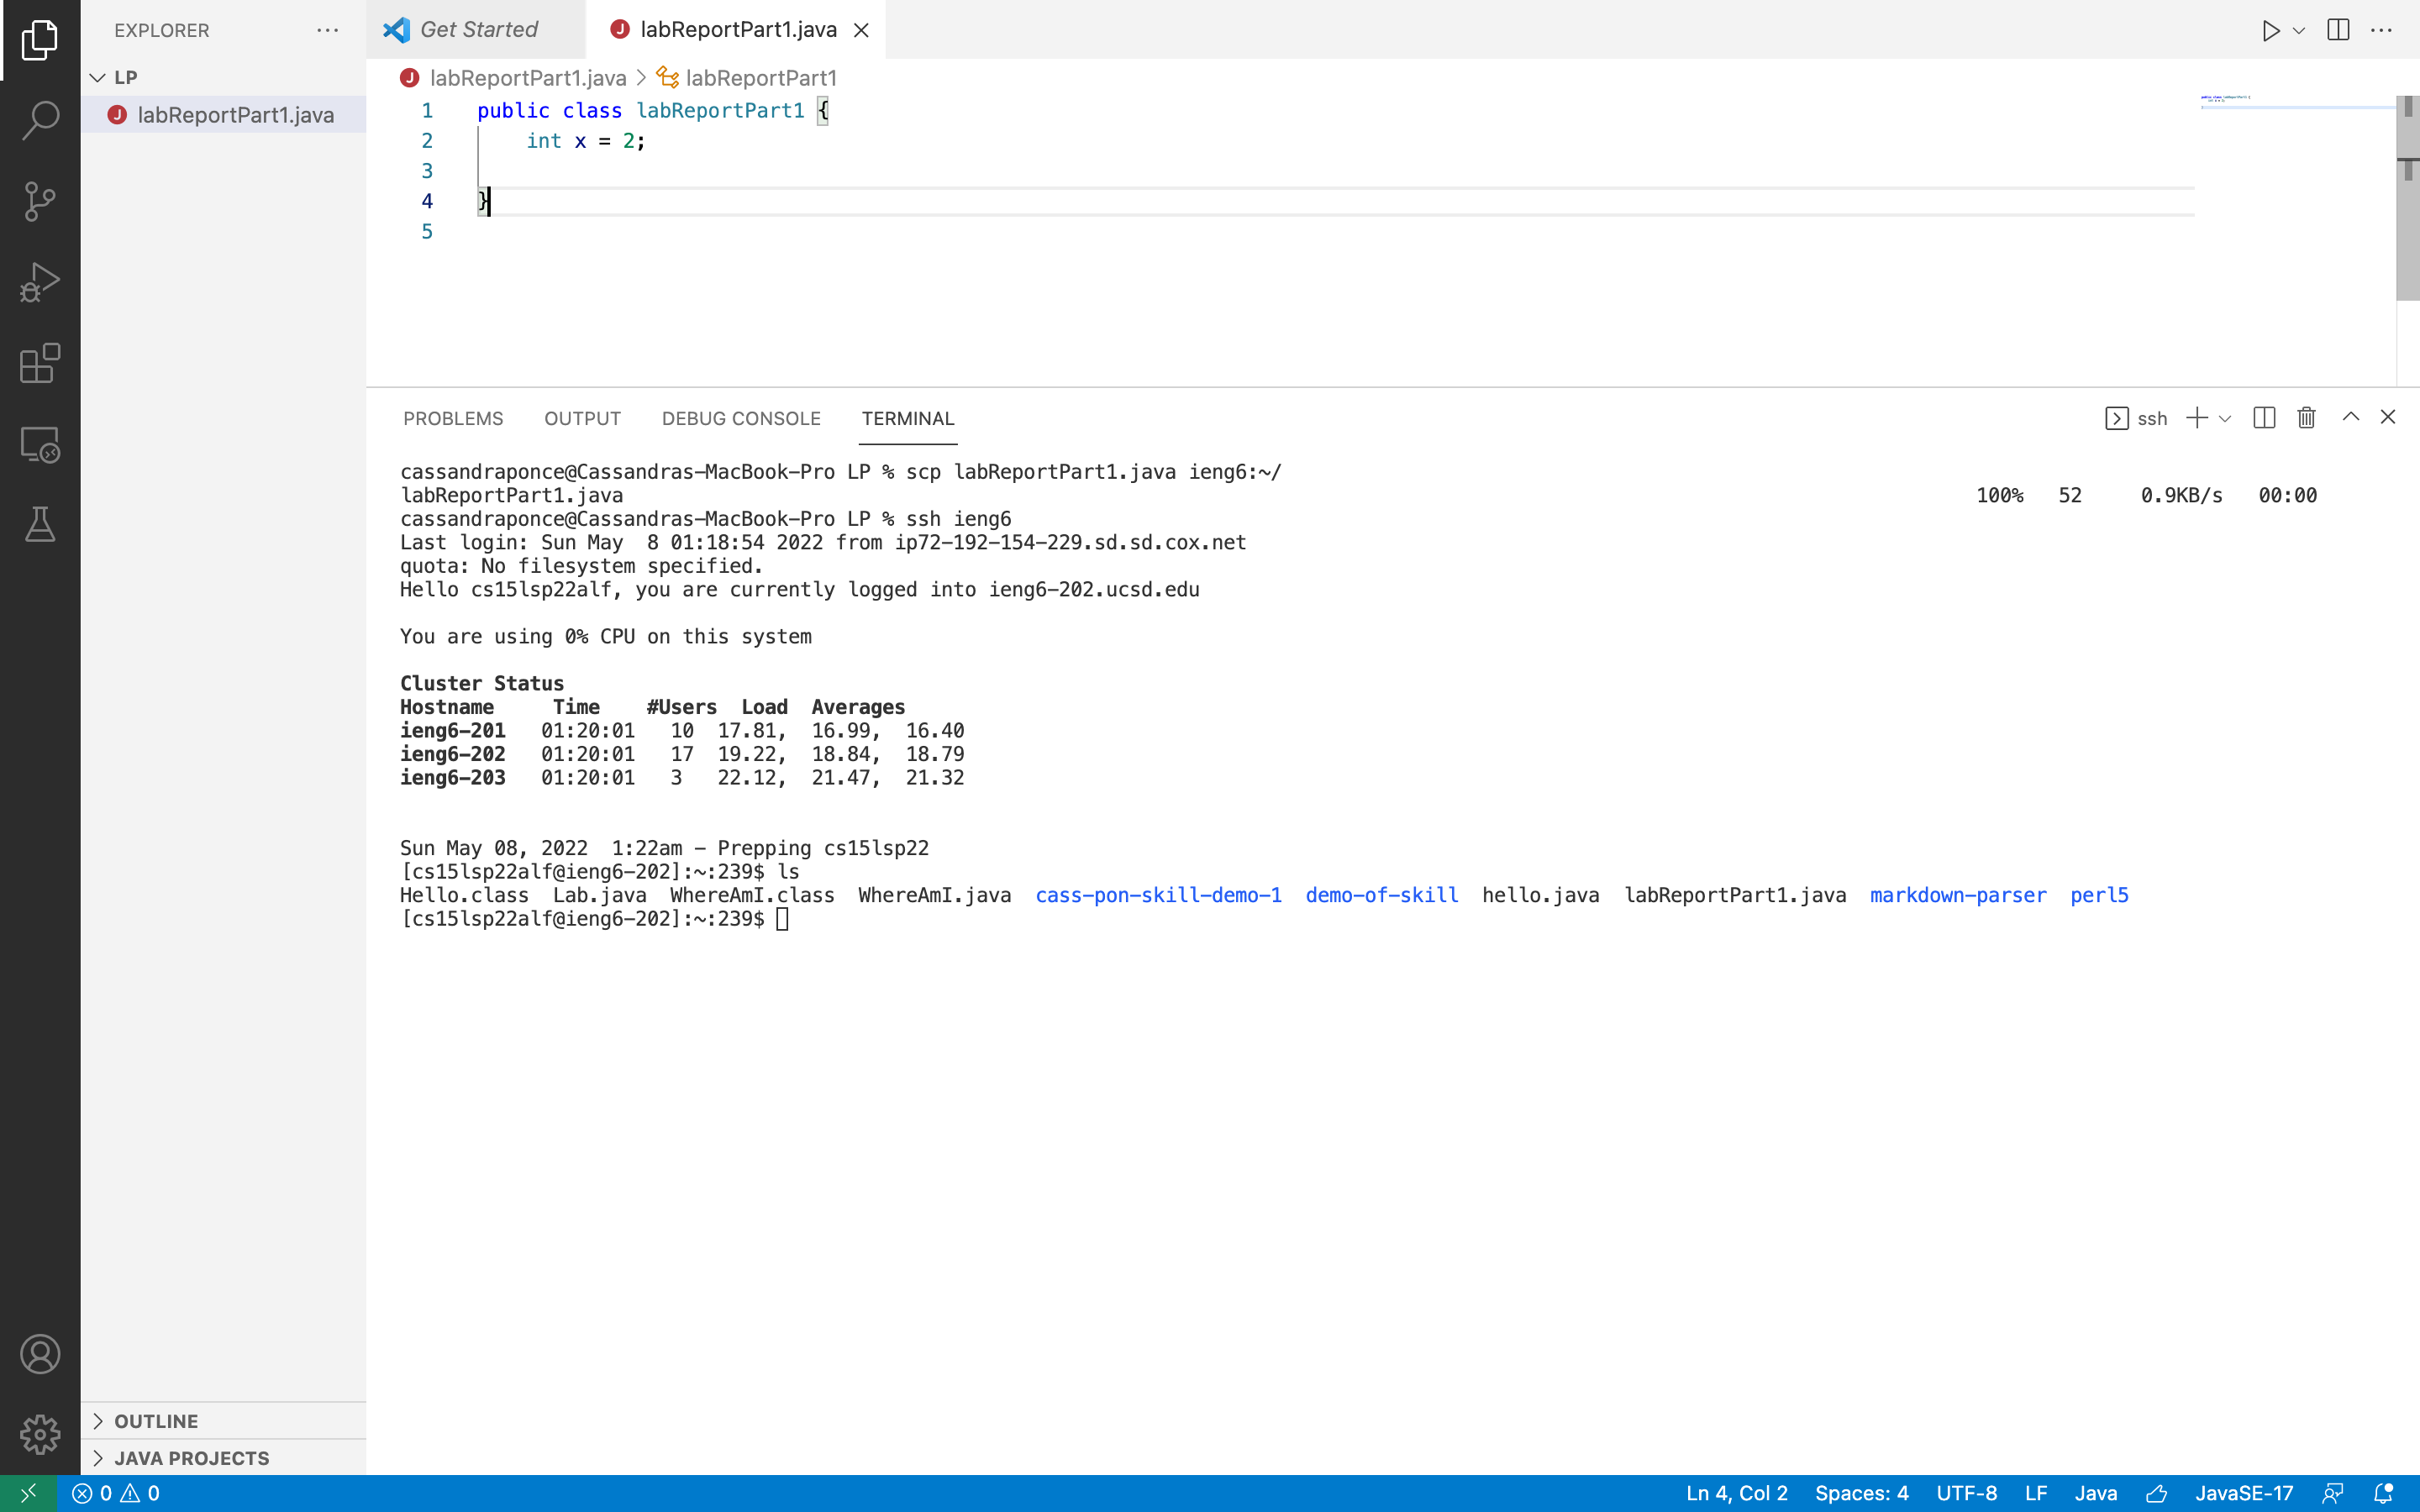 EXPLORER
LP
labReportPart1.java
OUTLINE
JAVA PROJECTS
Get Started
labReportPart1.java
labReportPart1.java > labReportPart1
1 public class labReportPart1 {
2     int x = 2;
3
4 }
5
PROBLEMS OUTPUT DEBUG CONSOLE TERMINAL
ssh
cassandraponce@Cassandras-MacBook-Pro LP % scp labReportPart1.java ieng6:~/
labReportPart1.java 100% 52 0.9KB/s 00:00
cassandraponce@Cassandras-MacBook-Pro LP % ssh ieng6
Last login: Sun May  8 01:18:54 2022 from ip72-192-154-229.sd.sd.cox.net
quota: No filesystem specified.
Hello cs15lsp22alf, you are currently logged into ieng6-202.ucsd.edu
You are using 0% CPU on this system
Cluster Status
Hostname     Time    #Users  Load  Averages
ieng6-201   01:20:01   10  17.81,  16.99,  16.40
ieng6-202   01:20:01   17  19.22,  18.84,  18.79
ieng6-203   01:20:01   3   22.12,  21.47,  21.32
Sun May 08, 2022  1:22am - Prepping cs15lsp22
[cs15lsp22alf@ieng6-202]:~:239$ ls
Hello.class  Lab.java  WhereAmI.class  WhereAmI.java  cass-pon-skill-demo-1  demo-of-skill  hello.java  labReportPart1.java  markdown-parser  perl5
[cs15lsp22alf@ieng6-202]:~:239$
0 0 Ln 4, Col 2 Spaces: 4 UTF-8 LF Java JavaSE-17